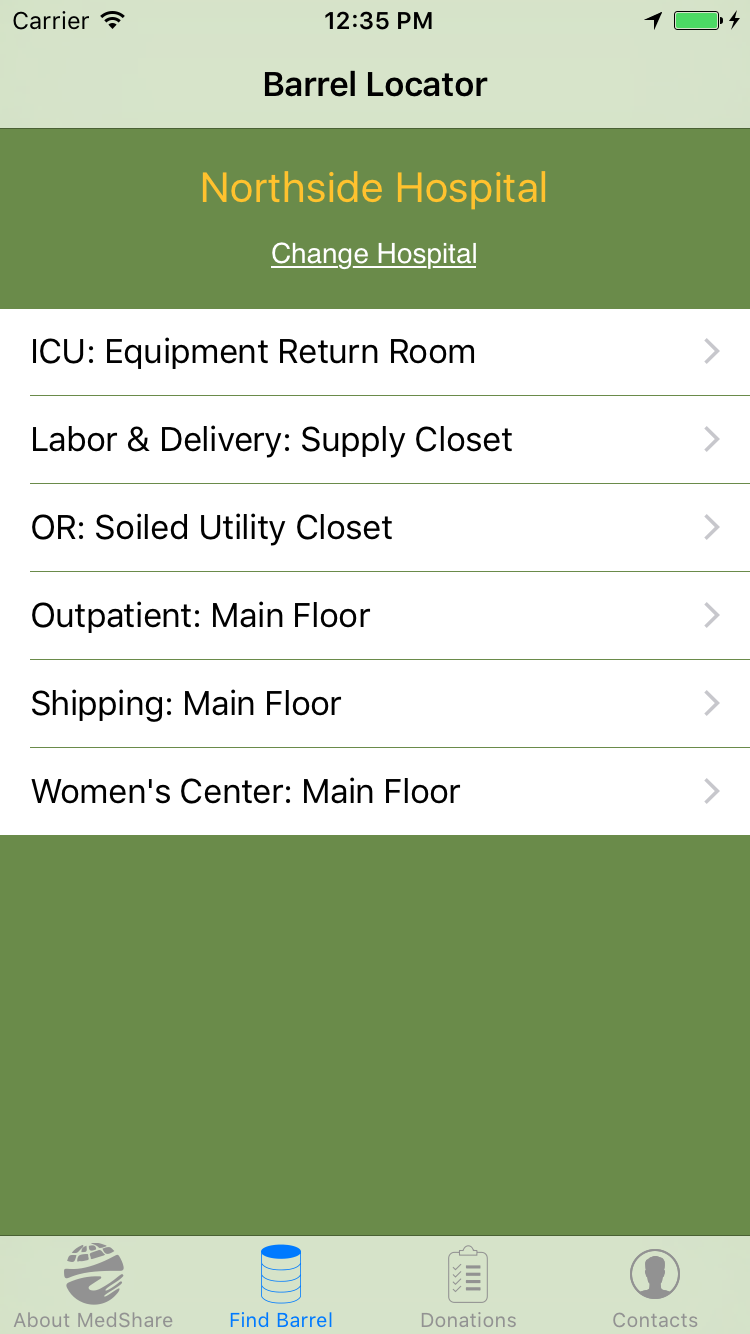 Carrier 12:35 PM
Barrel Locator
Northside Hospital
Change Hospital
ICU: Equipment Return Room
Labor & Delivery: Supply Closet
OR: Soiled Utility Closet
Outpatient: Main Floor
Shipping: Main Floor
Women's Center: Main Floor
About MedShare Find Barrel Donations Contacts